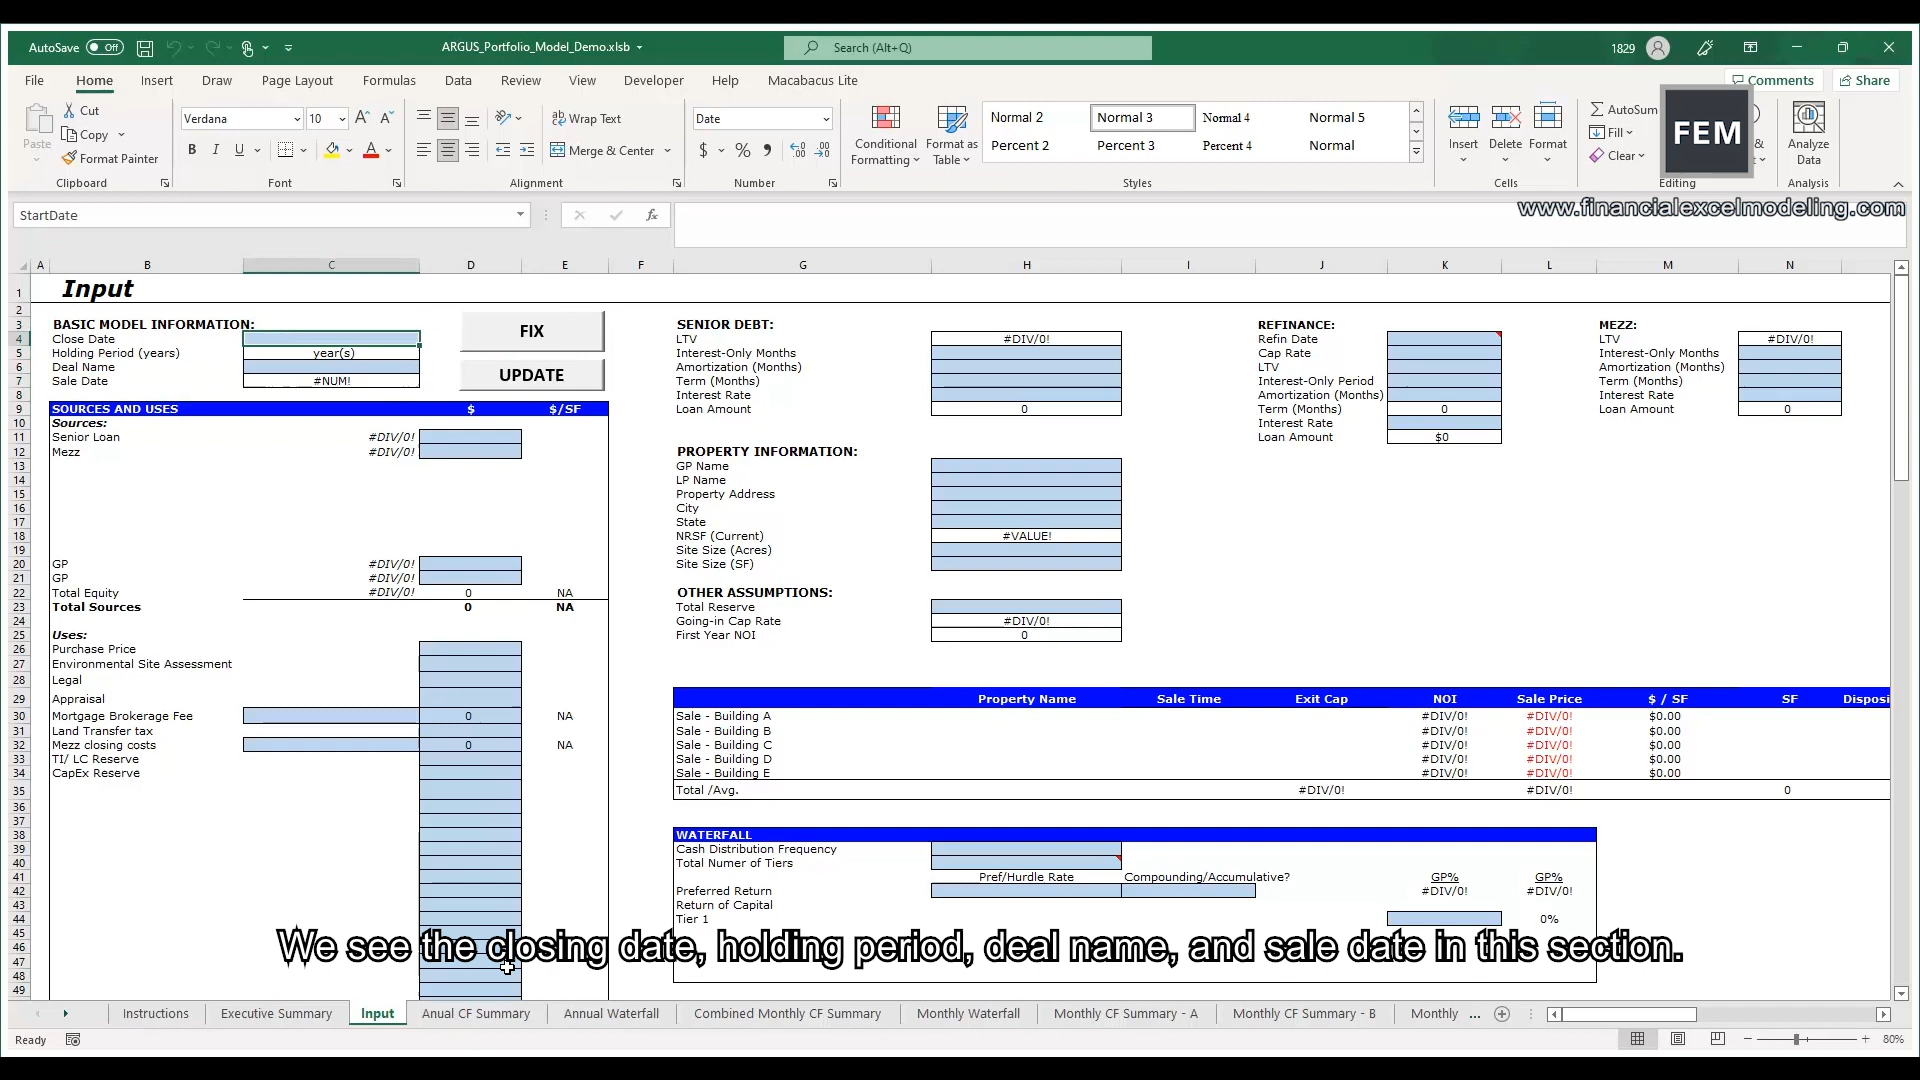 AutoSave Off ARGUS_Portfolio_Model_Demo.xlsb Search (Alt+Q) 1829
File Home Insert Draw Page Layout Formulas Data Review View Developer Help Macabacus Lite Comments Share
Paste Cut Copy Format Painter Clipboard
Verdana 10 A A B I U A Font
Wrap Text Merge & Center Alignment
Date $ % Number
Conditional Formatting Format as Table
Normal 2 Normal 3 Normal 4 Normal 5
Percent 2 Percent 3 Percent 4 Normal
Styles
Insert Delete Format Cells
AutoSum Fill Clear & Editing
FEM
Analyze Data Analysis
www.financialexcelmodeling.com
StartDate fx
A B C D E F G H I J K L M N
1 Input
2
3 BASIC MODEL INFORMATION: SENIOR DEBT: REFINANCE: MEZZ:
4 Close Date FIX LTV #DIV/0! Refin Date LTV #DIV/0!
5 Holding Period (years) year(s) Interest-Only Months Cap Rate Interest-Only Months
6 Deal Name Amortization (Months) LTV Amortization (Months)
7 Sale Date #NUM! UPDATE Term (Months) Interest-Only Period Term (Months)
8 Interest Rate Amortization (Months) Interest Rate
9 SOURCES AND USES $ $/SF Loan Amount 0 Term (Months) 0 Loan Amount 0
10 Sources: Interest Rate
11 Senior Loan #DIV/0! Loan Amount $0
12 Mezz #DIV/0! PROPERTY INFORMATION:
13 GP Name
14 LP Name
15 Property Address
16 City
17 State
18 NRSF (Current) #VALUE!
19 Site Size (Acres)
20 GP #DIV/0! Site Size (SF)
21 GP #DIV/0!
22 Total Equity #DIV/0! 0 NA OTHER ASSUMPTIONS:
23 Total Sources 0 NA Total Reserve
24 Going-in Cap Rate #DIV/0!
25 Uses: First Year NOI 0
26 Purchase Price
27 Environmental Site Assessment
28 Legal
29 Appraisal Property Name Sale Time Exit Cap NOI Sale Price $ / SF SF Disposi
30 Mortgage Brokerage Fee 0 NA Sale - Building A #DIV/0! #DIV/0! $0.00
31 Land Transfer tax Sale - Building B #DIV/0! #DIV/0! $0.00
32 Mezz closing costs 0 NA Sale - Building C #DIV/0! #DIV/0! $0.00
33 TI/ LC Reserve Sale - Building D #DIV/0! #DIV/0! $0.00
34 CapEx Reserve Sale - Building E #DIV/0! #DIV/0! $0.00
35 Total /Avg. #DIV/0! #DIV/0! 0
36
37
38 WATERFALL
39 Cash Distribution Frequency
40 Total Numer of Tiers
41 Pref/Hurdle Rate Compounding/Accumulative? GP% GP%
42 Preferred Return #DIV/0! #DIV/0!
43 Return of Capital
44 Tier 1 0%
45
46
47
48
49
We see the closing date, holding period, deal name, and sale date in this section.
Instructions Executive Summary Input Anual CF Summary Annual Waterfall Combined Monthly CF Summary Monthly Waterfall Monthly CF Summary - A Monthly CF Summary - B Monthly ...
Ready 80%